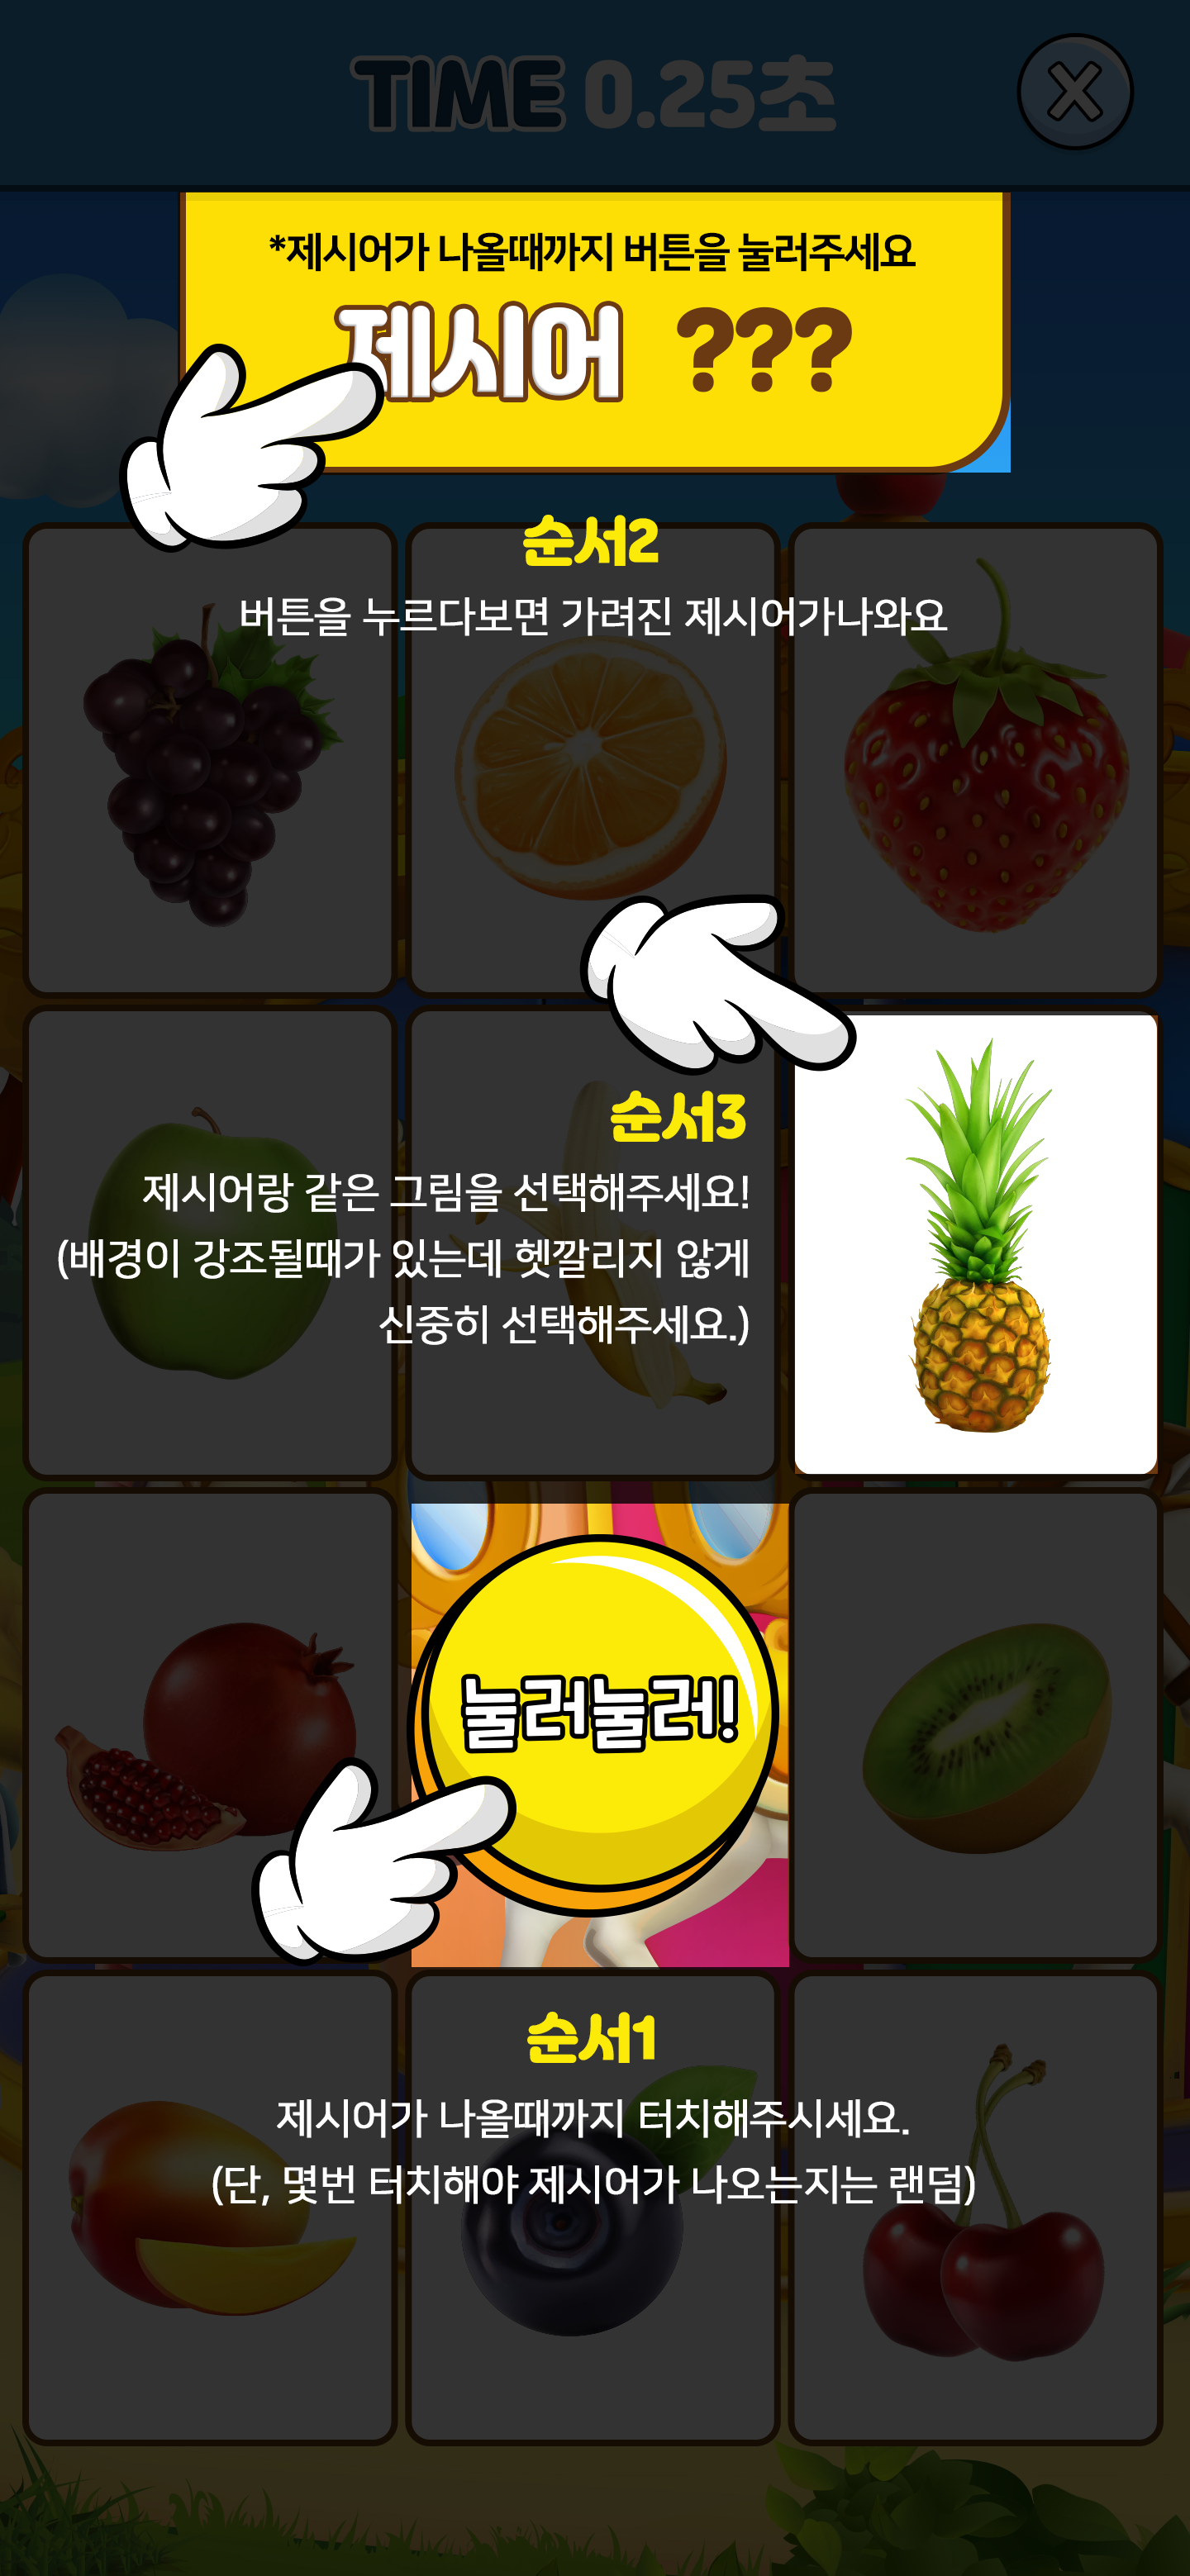 TIME 0.25초
X
*제시어가 나올때까지 버튼을 눌러주세요
제시어 ???
순서2
버튼을 누르다보면 가려진 제시어가나와요
순서3
제시어랑 같은 그림을 선택해주세요!
(배경이 강조될때가 있는데 헷깔리지 않게
신중히 선택해주세요.)
눌러눌러!
순서1
제시어가 나올때까지 터치해주시세요.
(단, 몇번 터치해야 제시어가 나오는지는 랜덤)